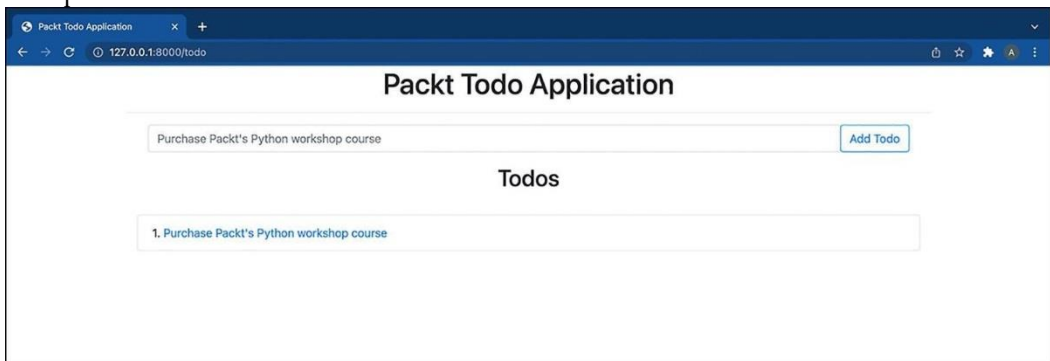 Packt Todo Application
127.0.0.1:8000/todo
A
Packt Todo Application
Purchase Packt's Python workshop course
Add Todo
Todos
1. Purchase Packt's Python workshop course